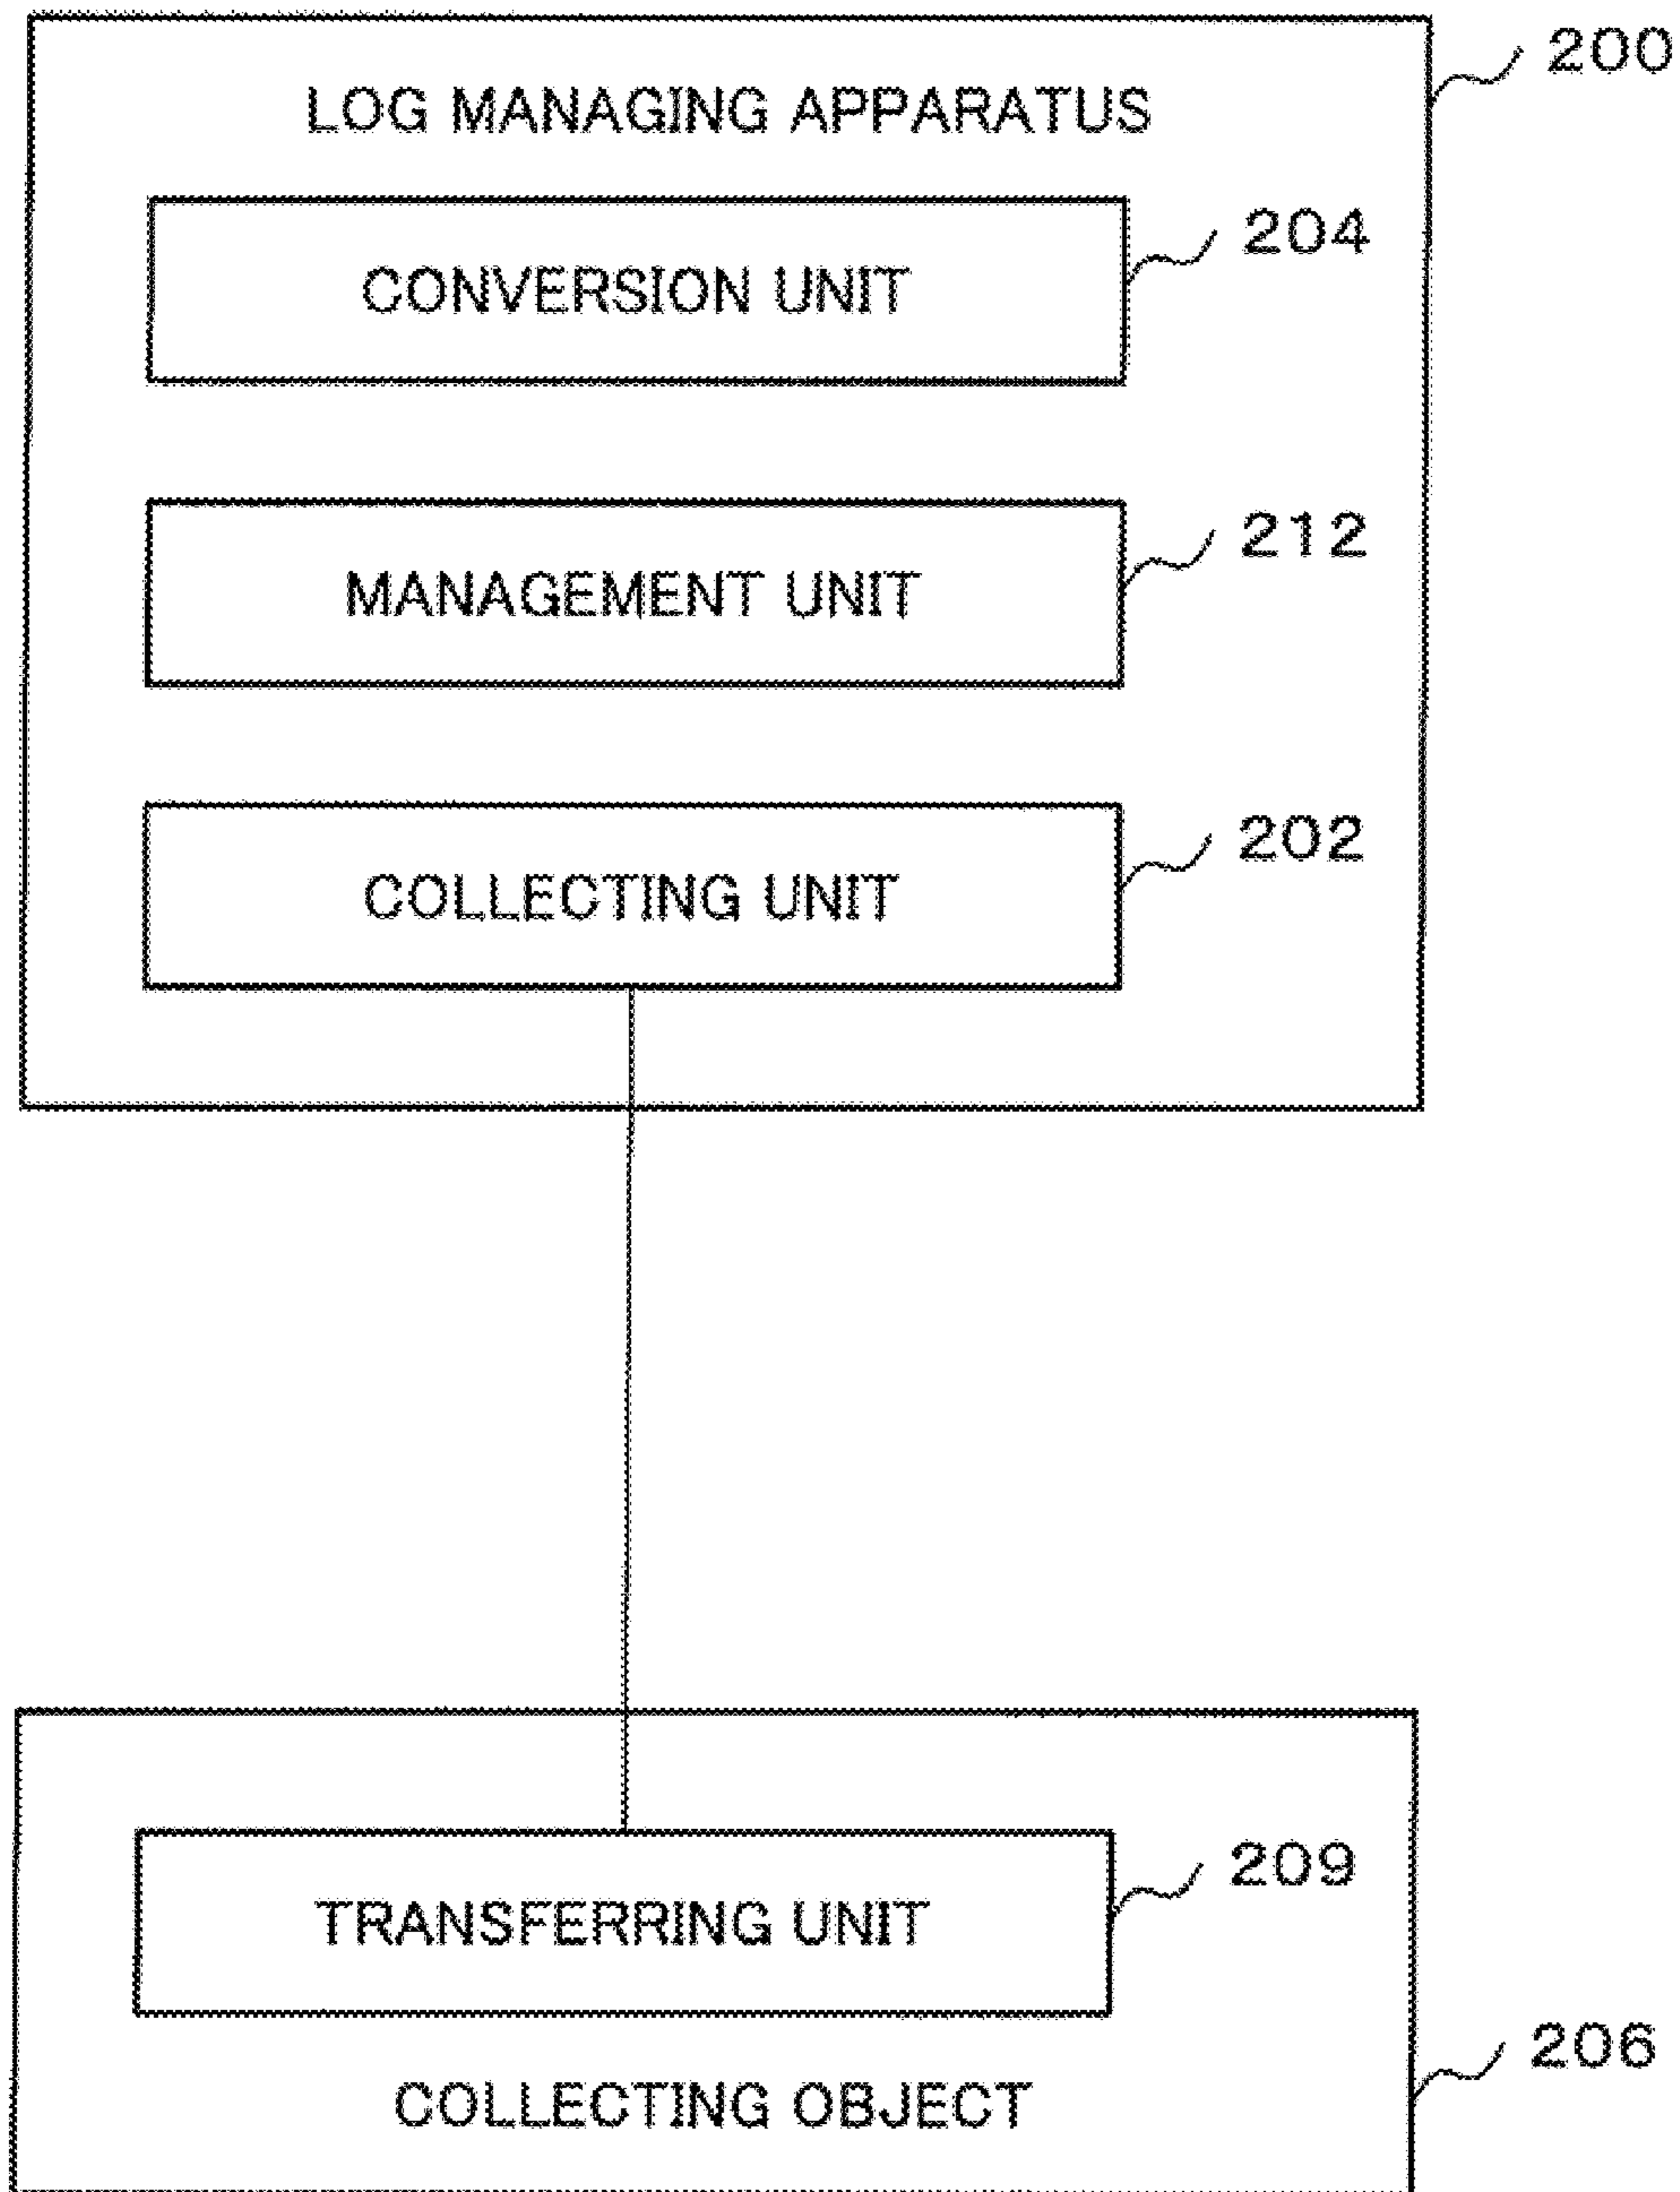 200
LOG MANAGING APPARATUS
204
CONVERSION UNIT
212
MANAGEMENT UNIT
202
COLLECTING UNIT
209
TRANSFERRING UNIT
206
COLLECTING OBJECT